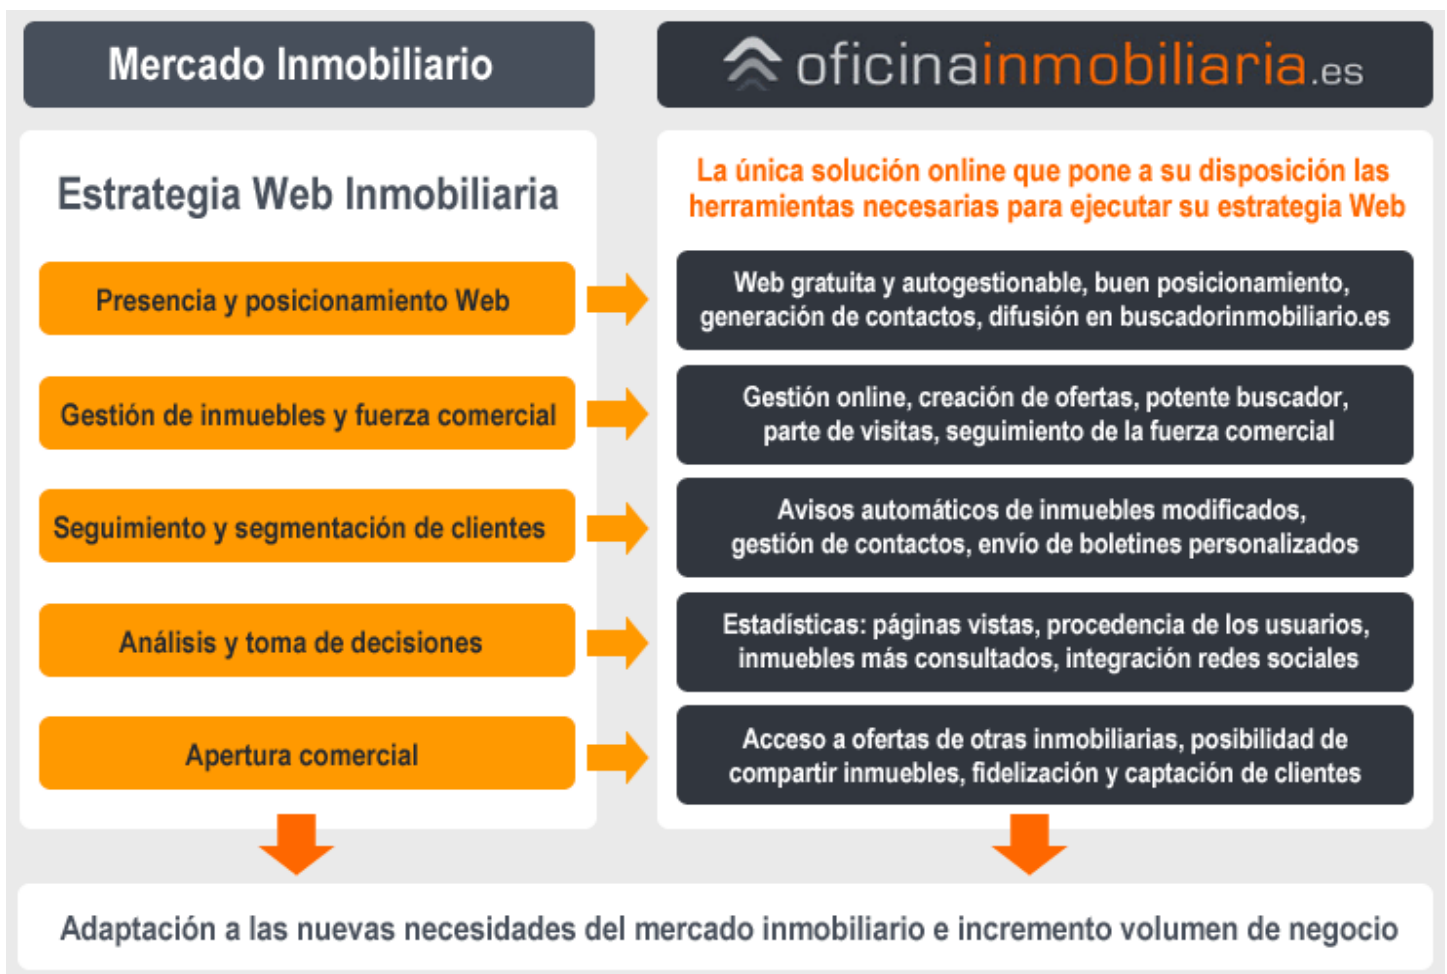 Mercado Inmobiliario
oficinainmobiliaria.es
Estrategia Web Inmobiliaria
La única solución online que pone a su disposición las
herramientas necesarias para ejecutar su estrategia Web
Presencia y posicionamiento Web
Web gratuita y autogestionable, buen posicionamiento,
generación de contactos, difusión en buscadorinmobiliario.es
Gestión de inmuebles y fuerza comercial
Gestión online, creación de ofertas, potente buscador,
parte de visitas, seguimiento de la fuerza comercial
Seguimiento y segmentación de clientes
Avisos automáticos de inmuebles modificados,
gestión de contactos, envío de boletines personalizados
Análisis y toma de decisiones
Estadísticas: páginas vistas, procedencia de los usuarios,
inmuebles más consultados, integración redes sociales
Apertura comercial
Acceso a ofertas de otras inmobiliarias, posibilidad de
compartir inmuebles, fidelización y captación de clientes
Adaptación a las nuevas necesidades del mercado inmobiliario e incremento volumen de negocio